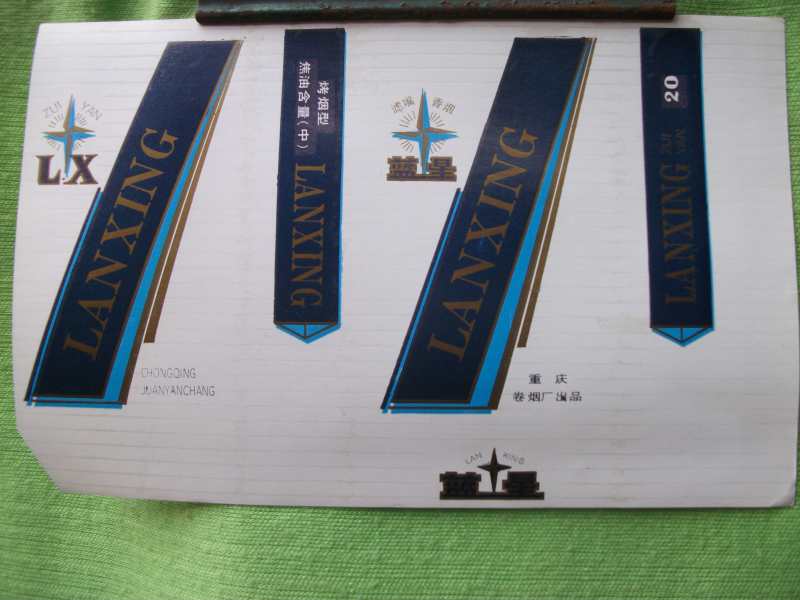 ZUI YAN
LX
LANXING
CHONGQING
JUANYANCHANG
烤烟型
焦油含量(中)
LANXING
滤嘴 香烟
蓝星
LANXING
重庆
卷烟厂出品
20
ZUI YAN
LANXING
LAN XING
蓝星